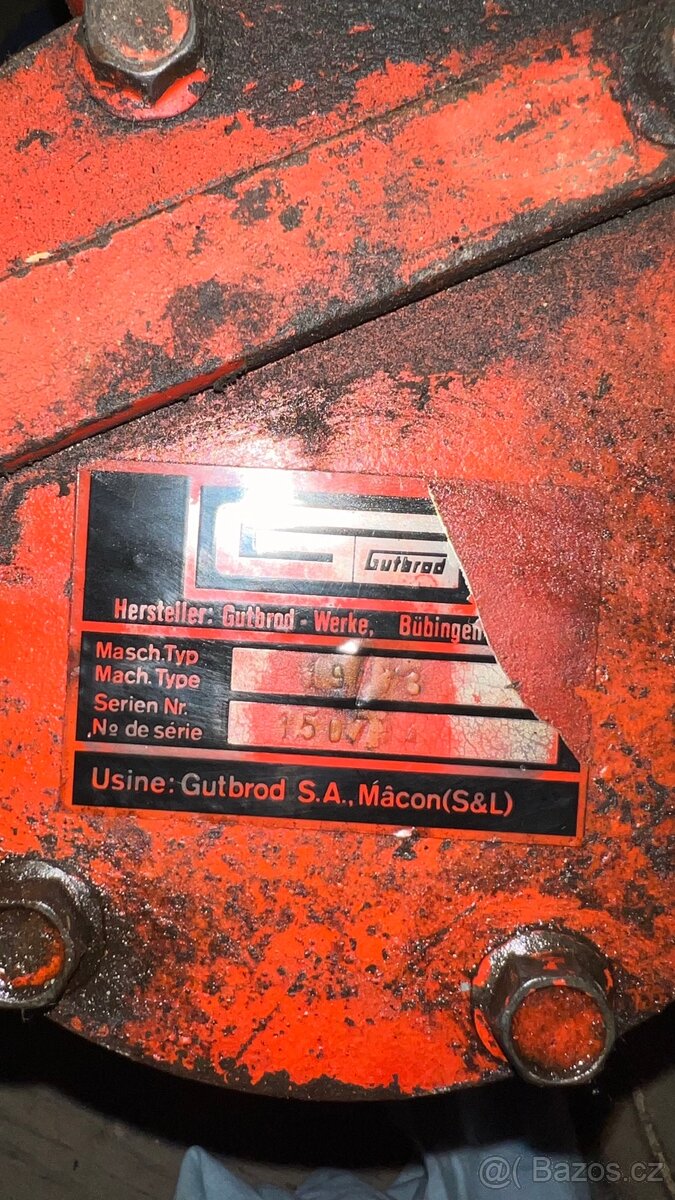 Gutbrod
Hersteller: Gutbrod - Werke, Bübingen
Masch.Typ
Mach. Type
Serien Nr.
No de série
Usine: Gutbrod S.A., Mâcon(S&L)
@( Bazos.cz